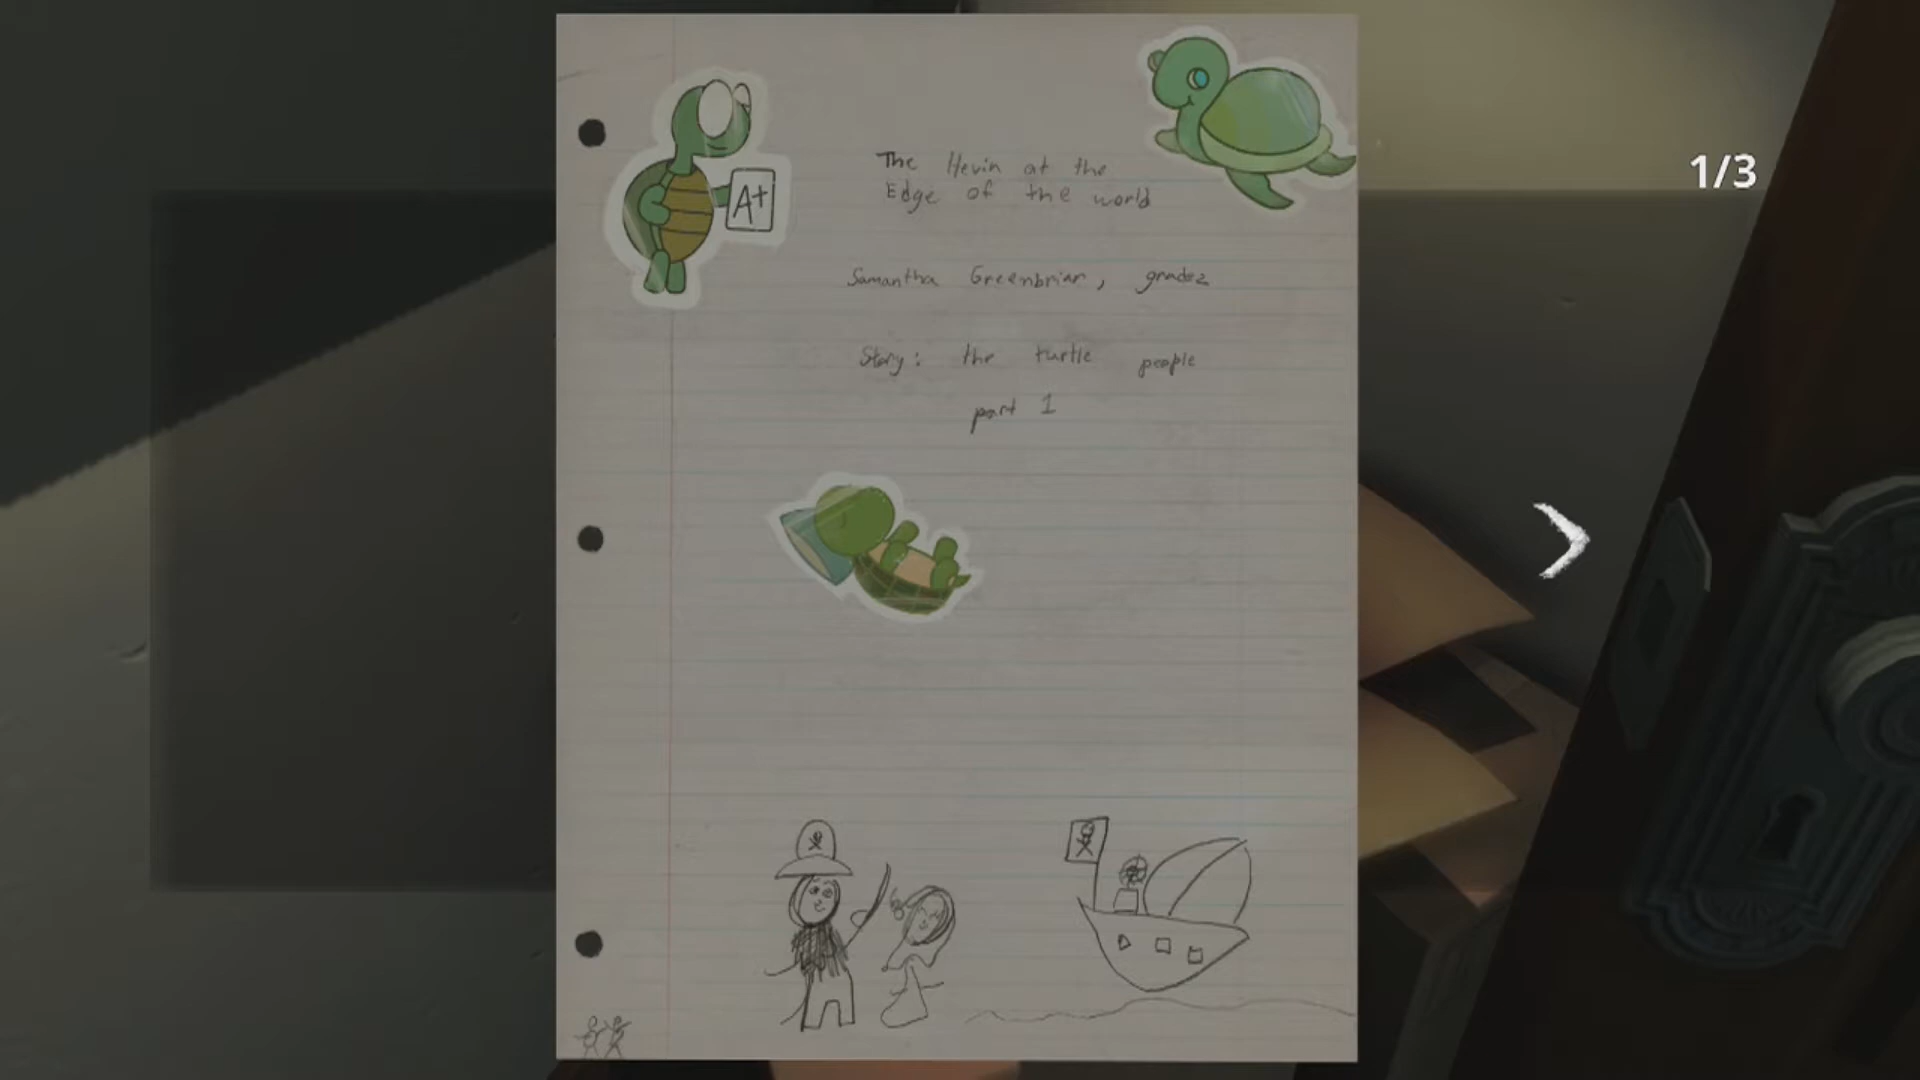 A+
The Hevin at the
Edge of the world
1/3
Samantha Greenbriar, grade2
Story: the turtle people
part 1